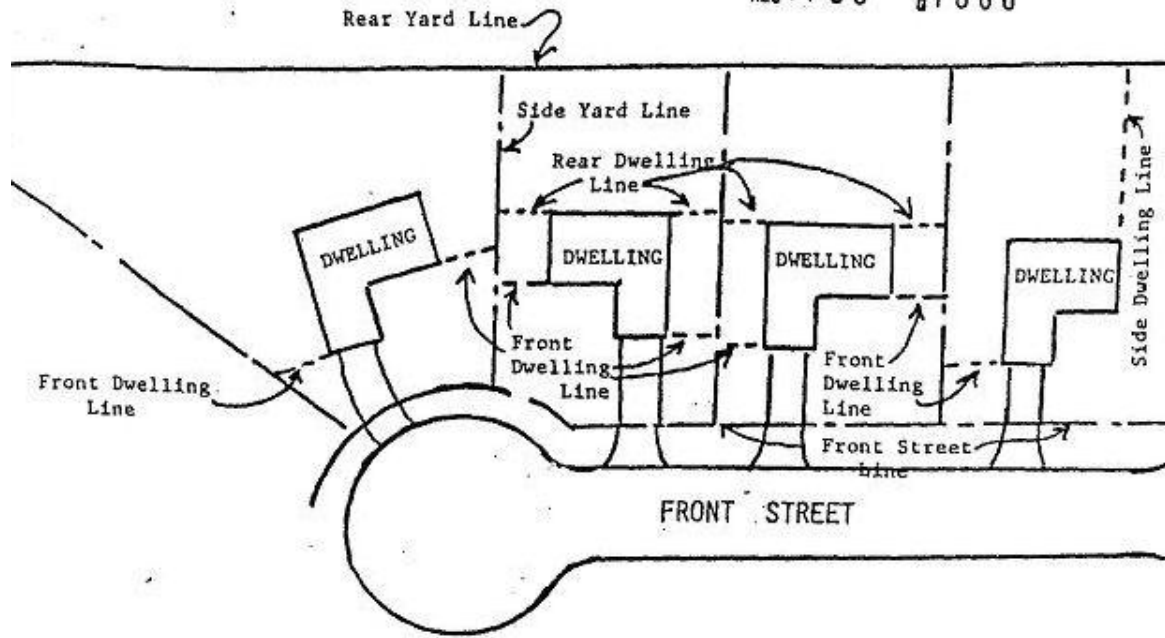 Rear Yard Line
Side Yard Line
Rear Dwelling
Line
Side Dwelling Line
DWELLING
DWELLING
DWELLING
DWELLING
Front
Dwelling
Line
Front
Dwelling
Line
Front Dwelling
Line
Front Street
Line
FRONT STREET